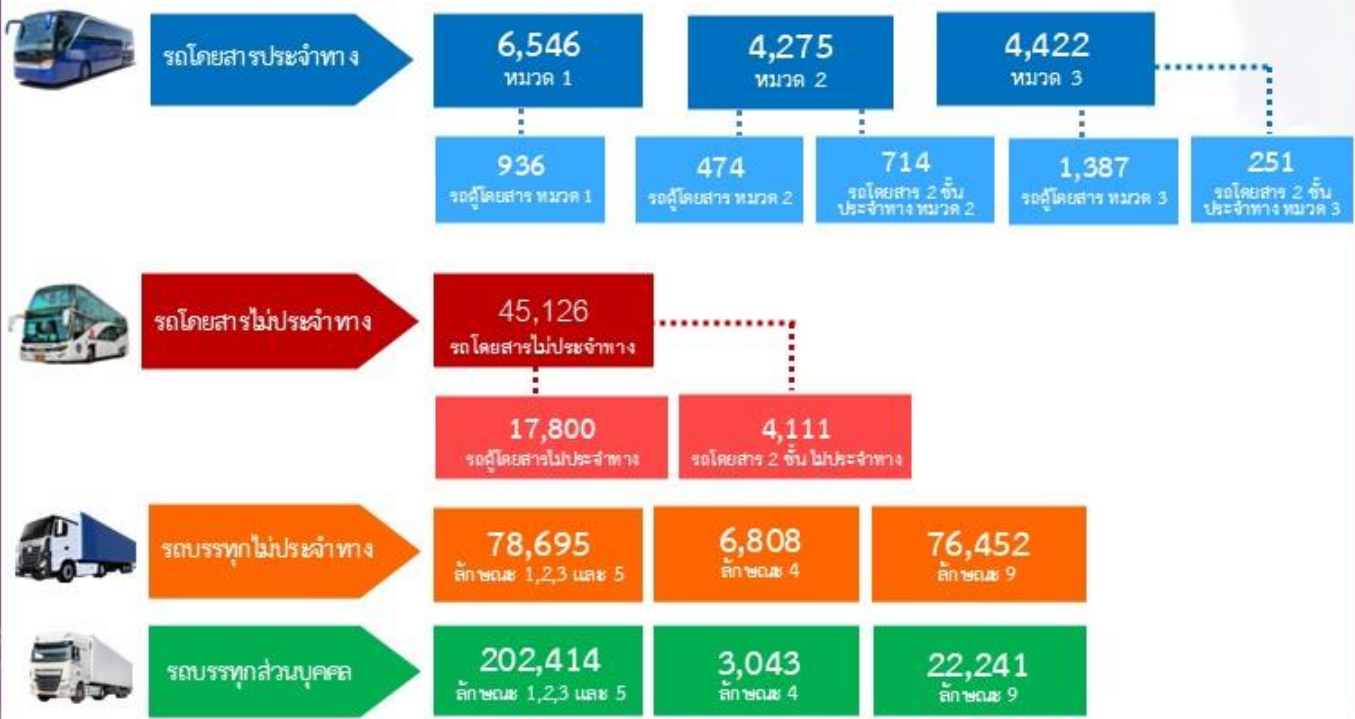 รถโดยสารประจำทาง
6,546
หมวด 1
4,275
หมวด 2
4,422
หมวด 3
936
รถตู้โดยสาร หมวด 1
474
รถตู้โดยสาร หมวด 2
714
รถโดยสาร 2 ชั้น
ประจำทาง หมวด 2
1,387
รถตู้โดยสาร หมวด 3
251
รถโดยสาร 2 ชั้น
ประจำทาง หมวด 3
รถโดยสารไม่ประจำทาง
45,126
รถโดยสารไม่ประจำทาง
17,800
รถตู้โดยสารไม่ประจำทาง
4,111
รถโดยสาร 2 ชั้น ไม่ประจำทาง
รถบรรทุกไม่ประจำทาง
78,695
ลักษณะ 1,2,3 และ 5
6,808
ลักษณะ 4
76,452
ลักษณะ 9
รถบรรทุกส่วนบุคคล
202,414
ลักษณะ 1,2,3 และ 5
3,043
ลักษณะ 4
22,241
ลักษณะ 9